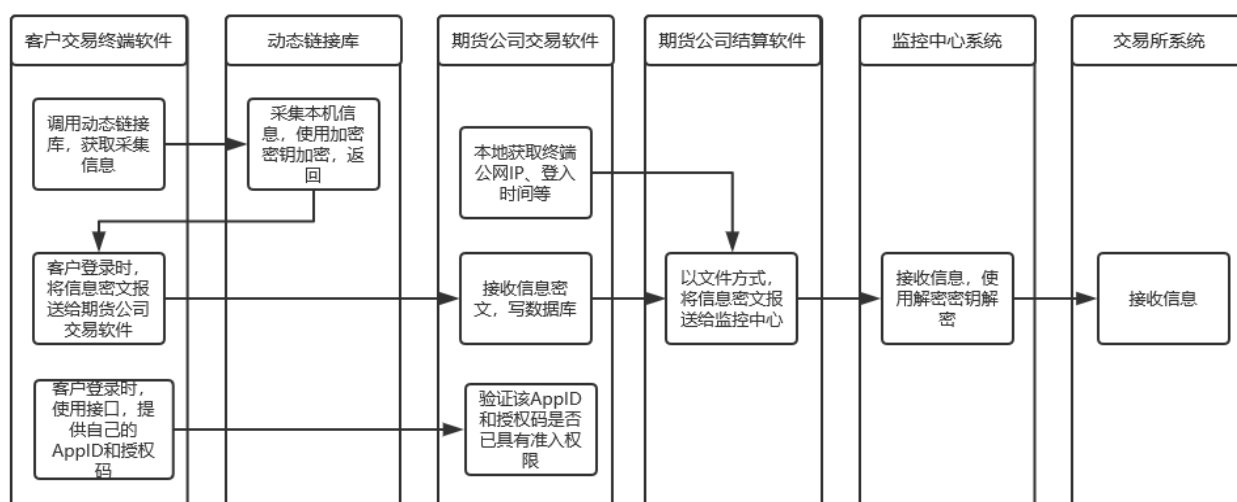 客户交易终端软件
动态链接库
期货公司交易软件
期货公司结算软件
监控中心系统
交易所系统
调用动态链接
库，获取采集
信息
采集本机信
息，使用加密
密钥加密，返
回
本地获取终端
公网IP、登入
时间等
客户登录时，
将信息密文报
送给期货公司
交易软件
接收信息密
文，写数据库
以文件方式，
将信息密文报
送给监控中心
接收信息，使
用解密密钥解
密
接收信息
客户登录时，
使用接口，提
供自己的
AppID和授权
码
验证该AppID
和授权码是否
已具有准入权
限